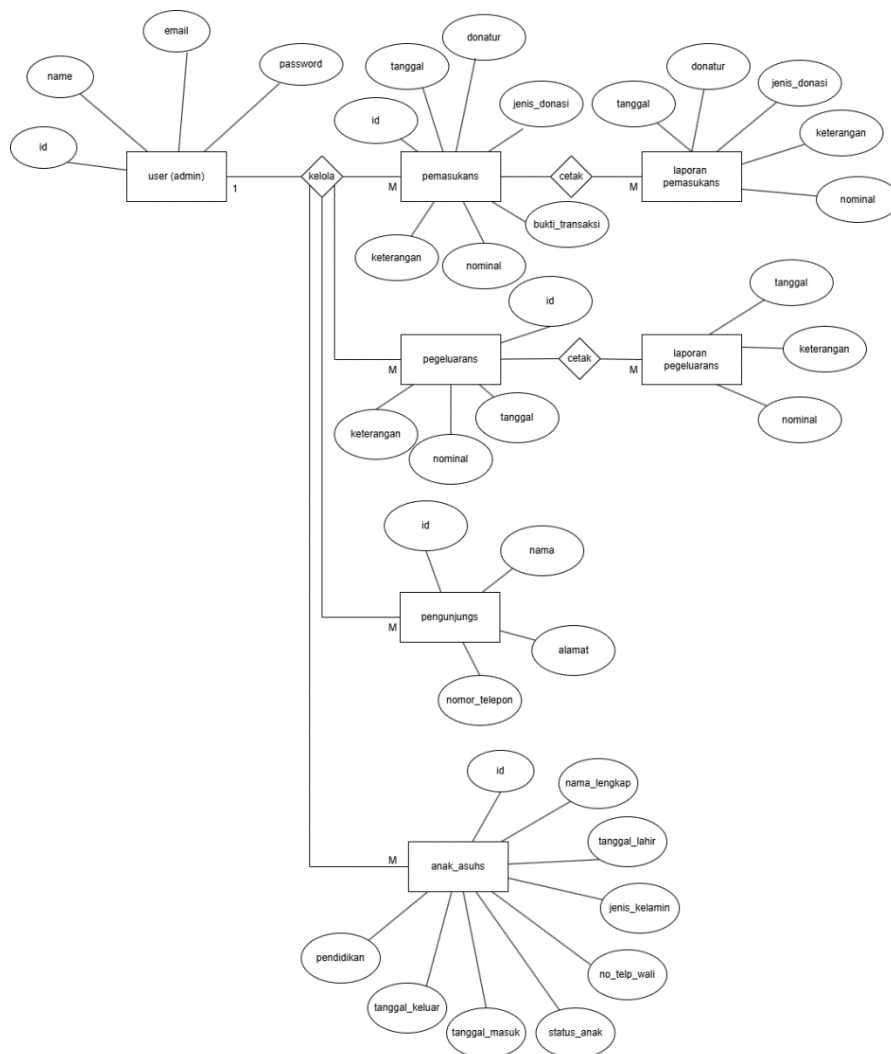 email
donatur
name
tanggal
password
donatur
jenis_donasi
tanggal
id
jenis_donasi
id
keterangan
user (admin)
1
kelola
M
pemasukans
cetak
M
laporan
pemasukans
nominal
bukti_transaksi
keterangan
nominal
tanggal
id
M
pegeluarans
cetak
M
laporan
pegeluarans
keterangan
tanggal
keterangan
nominal
nominal
id
nama
M
pengunjungs
alamat
nomor_telepon
id
nama_lengkap
tanggal_lahir
M
anak_asuhs
jenis_kelamin
pendidikan
no_telp_wali
tanggal_keluar
tanggal_masuk
status_anak